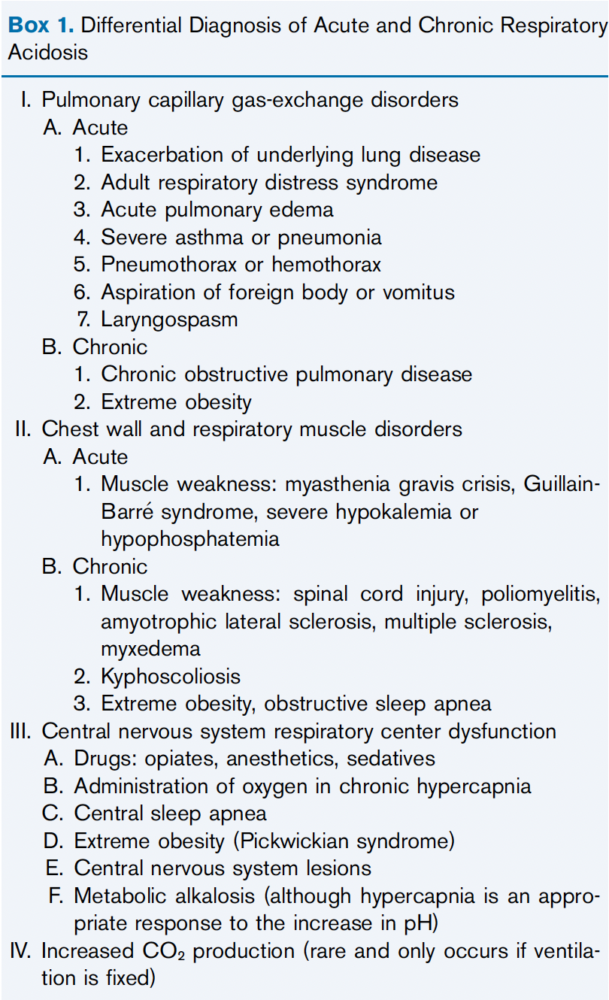 Box 1. Differential Diagnosis of Acute and Chronic Respiratory
Acidosis
I. Pulmonary capillary gas-exchange disorders
A. Acute
1. Exacerbation of underlying lung disease
2. Adult respiratory distress syndrome
3. Acute pulmonary edema
4. Severe asthma or pneumonia
5. Pneumothorax or hemothorax
6. Aspiration of foreign body or vomitus
7. Laryngospasm
B. Chronic
1. Chronic obstructive pulmonary disease
2. Extreme obesity
II. Chest wall and respiratory muscle disorders
A. Acute
1. Muscle weakness: myasthenia gravis crisis, Guillain-
Barré syndrome, severe hypokalemia or
hypophosphatemia
B. Chronic
1. Muscle weakness: spinal cord injury, poliomyelitis,
amyotrophic lateral sclerosis, multiple sclerosis,
myxedema
2. Kyphoscoliosis
3. Extreme obesity, obstructive sleep apnea
III. Central nervous system respiratory center dysfunction
A. Drugs: opiates, anesthetics, sedatives
B. Administration of oxygen in chronic hypercapnia
C. Central sleep apnea
D. Extreme obesity (Pickwickian syndrome)
E. Central nervous system lesions
F. Metabolic alkalosis (although hypercapnia is an appro-
priate response to the increase in pH)
IV. Increased CO₂ production (rare and only occurs if ventila-
tion is fixed)